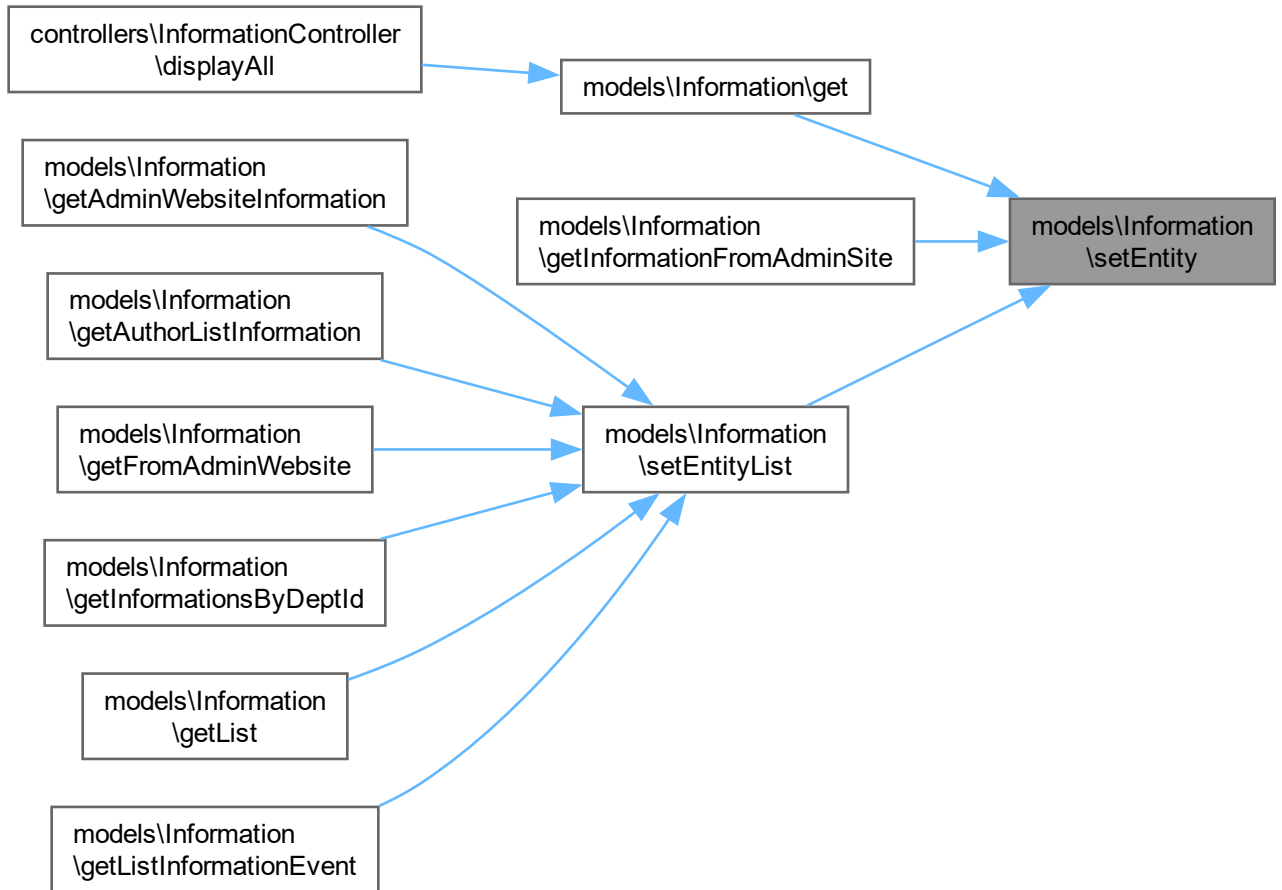 controllers\InformationController
\displayAll
models\Information\get
models\Information
\getAdminWebsiteInformation
models\Information
\getInformationFromAdminSite
models\Information
\setEntity
models\Information
\getAuthorListInformation
models\Information
\getFromAdminWebsite
models\Information
\setEntityList
models\Information
\getInformationsByDeptId
models\Information
\getList
models\Information
\getListInformationEvent